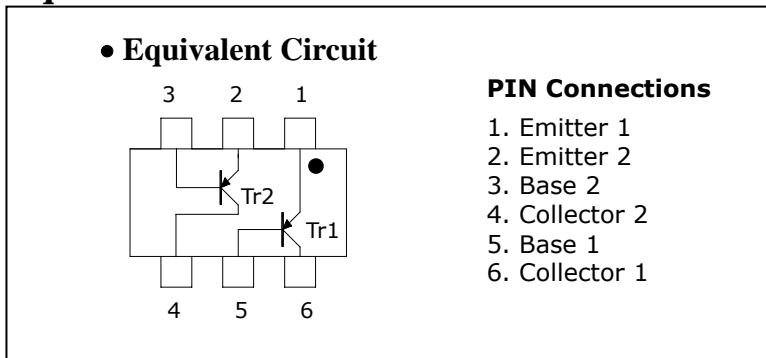 • Equivalent Circuit
3 2 1
Tr2
Tr1
4 5 6
PIN Connections
1. Emitter 1
2. Emitter 2
3. Base 2
4. Collector 2
5. Base 1
6. Collector 1